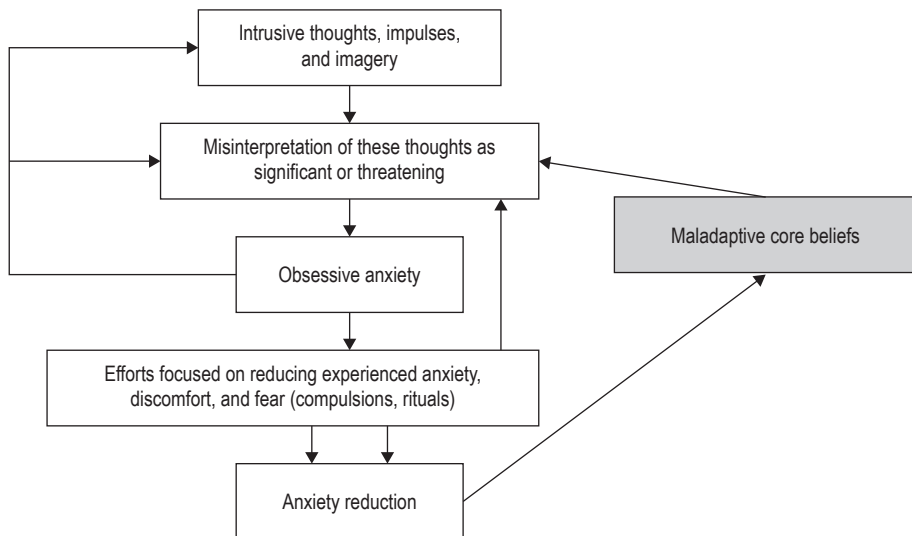 Intrusive thoughts, impulses,
and imagery
Misinterpretation of these thoughts as
significant or threatening
Maladaptive core beliefs
Obsessive anxiety
Efforts focused on reducing experienced anxiety,
discomfort, and fear (compulsions, rituals)
Anxiety reduction